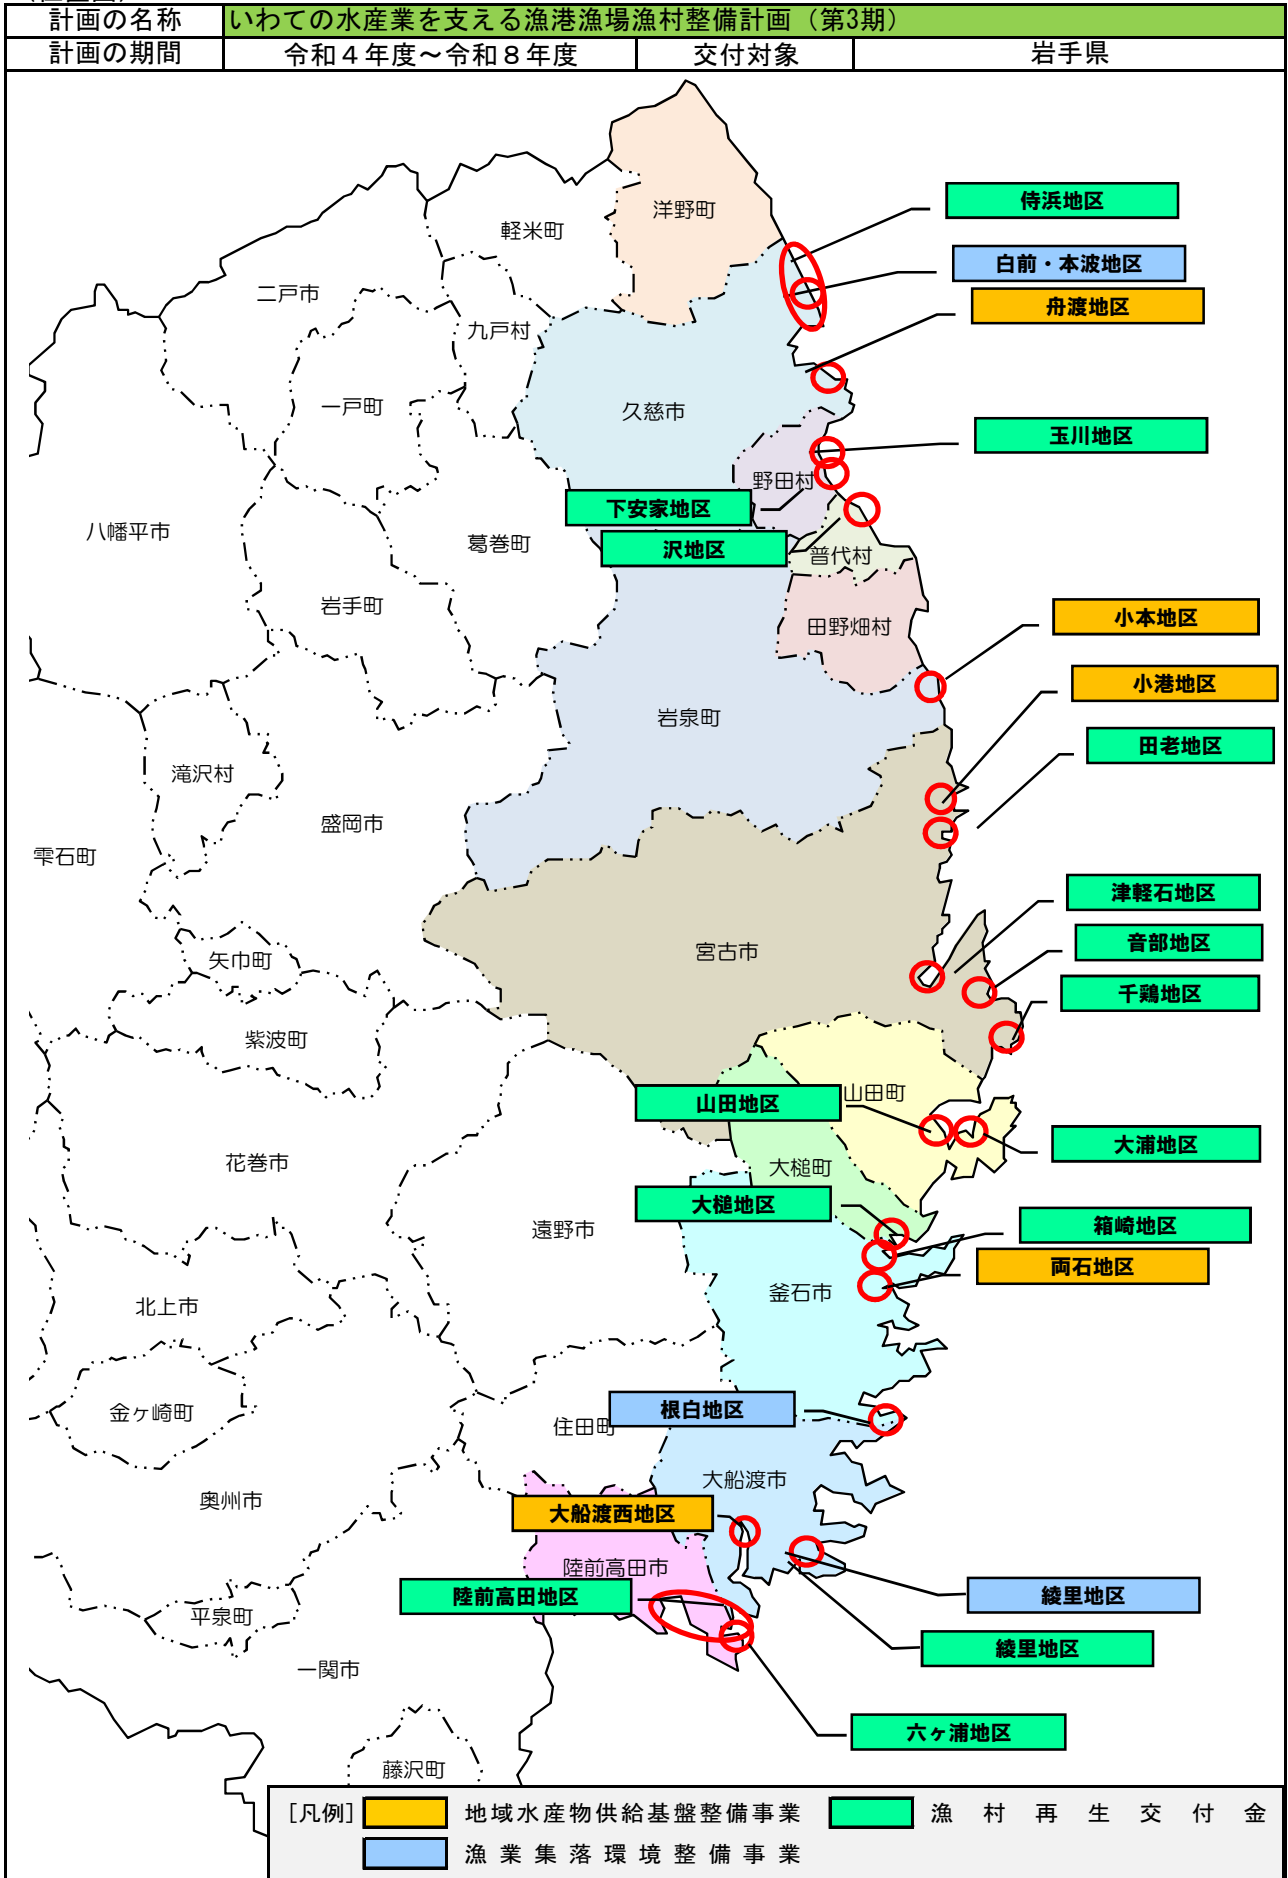 計画の名称
いわての水産業を支える漁港漁場漁村整備計画（第3期）
計画の期間
令和４年度～令和８年度
交付対象
岩手県
洋野町
侍浜地区
軽米町
白前・本波地区
二戸市
舟渡地区
九戸村
一戸町
久慈市
玉川地区
野田村
下安家地区
八幡平市
葛巻町
沢地区
普代村
岩手町
小本地区
田野畑村
小港地区
岩泉町
田老地区
滝沢村
盛岡市
雫石町
津軽石地区
音部地区
宮古市
矢巾町
千鶏地区
紫波町
山田町
山田地区
大浦地区
花巻市
大槌町
大槌地区
箱崎地区
遠野市
両石地区
釜石市
北上市
根白地区
金ヶ崎町
住田町
大船渡市
奥州市
大船渡西地区
陸前高田市
綾里地区
陸前高田地区
平泉町
綾里地区
一関市
六ヶ浦地区
藤沢町
[凡例]
地域水産物供給基盤整備事業
漁村再生交付金
漁業集落環境整備事業